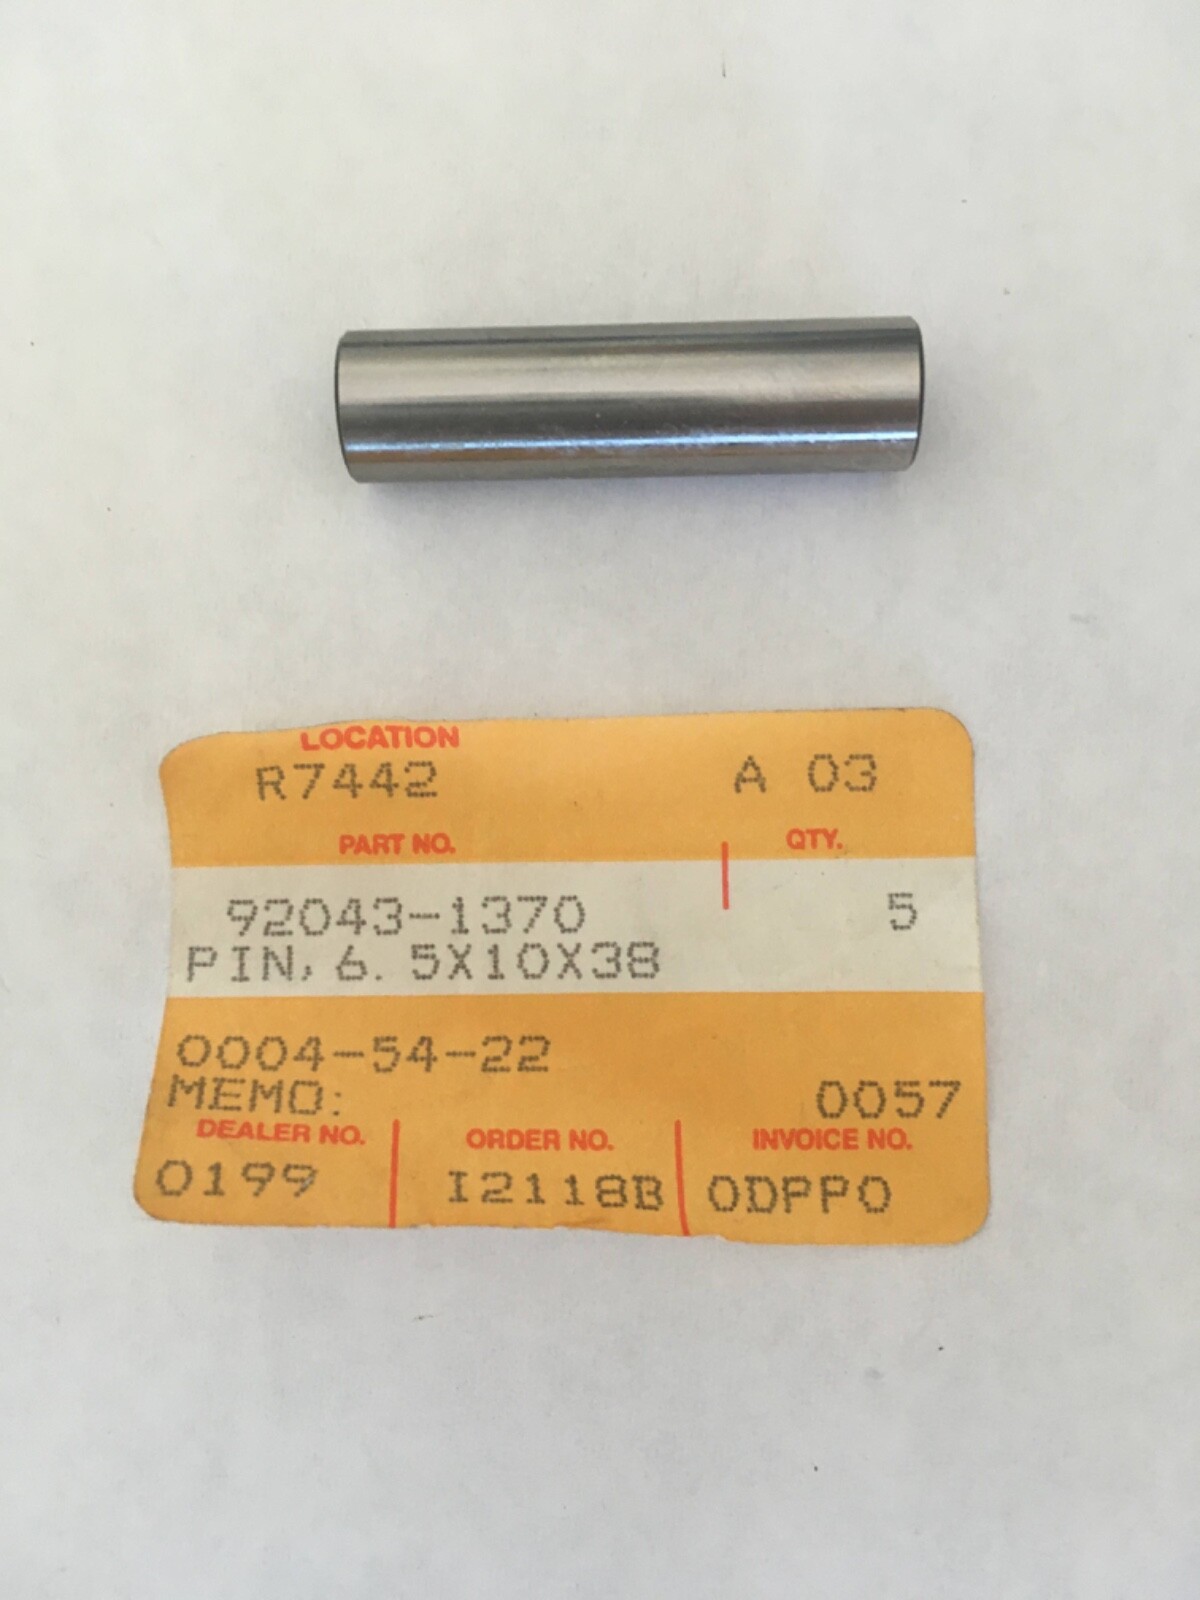 LOCATION
R7442 A 03
PART NO. QTY.
92043-1370 5
PIN, 6. 5X10X38
0004-54-22
MEMO: 0057
DEALER NO. ORDER NO. INVOICE NO.
0199 I2118B 0DPP0